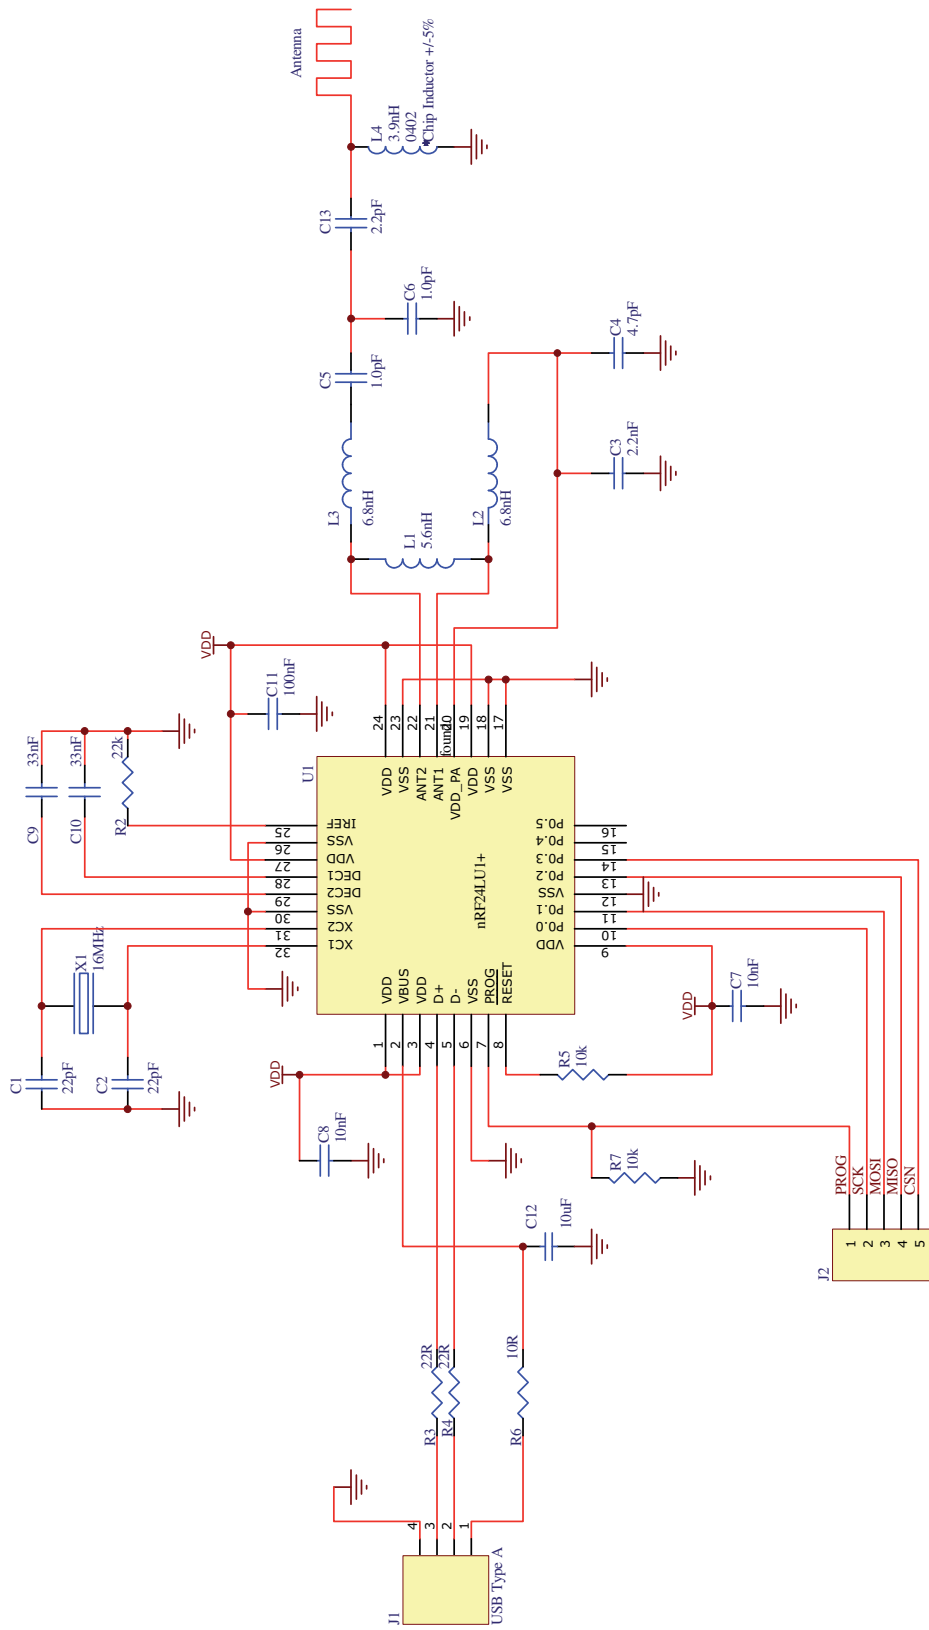 Antenna
L4
3.9nH
0402
Chip Inductor +/-5%
*
C13
2.2pF
C6
1.0pF
C5
1.0pF
C4
4.7pF
C3
2.2nF
L3
6.8nH
L1
5.6nH
L2
6.8nH
VDD
C11
100nF
33nF
33nF
22k
C9
C10
R2
U1
nRF24LU1+
24
23
22
21
found
20
19
18
17
VDD
VSS
ANT2
ANT1
VDD_PA
VDD
VSS
VSS
IREF
VSS
VDD
DEC1
DEC2
VSS
XC2
XC1
25
26
27
28
29
30
31
32
P0.5
P0.4
P0.3
P0.2
VSS
P0.1
P0.0
VDD
16
15
14
13
12
11
10
9
VDD
VBUS
VDD
D+
D-
VSS
PROG
RESET
1
2
3
4
5
6
7
8
X1
16MHz
C1
22pF
C2
22pF
VDD
C8
10nF
VDD
C7
10nF
R5
10k
R7
10k
C12
10uF
PROG
SCK
MOSI
MISO
CSN
1
2
3
4
5
J2
R3
22R
R4
22R
R6
10R
4
3
2
1
J1
USB Type A